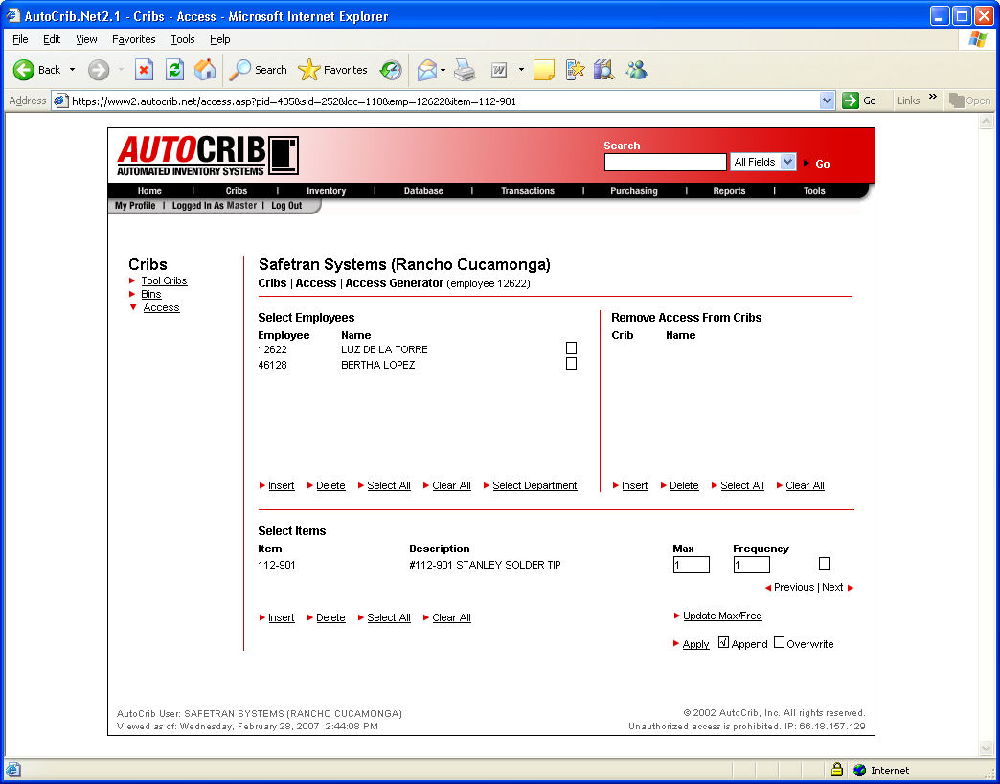 AutoCrib.Net2.1 - Cribs - Access - Microsoft Internet Explorer
File Edit View Favorites Tools Help
Back Search Favorites
Address https://www2.autocrib.net/access.asp?pid=435&sid=252&loc=118&emp=12622&item=112-901 Go Links » Open
AUTOCRIB
AUTOMATED INVENTORY SYSTEMS
Search
All Fields Go
Home | Cribs | Inventory | Database | Transactions | Purchasing | Reports | Tools
My Profile | Logged In As Master | Log Out
Cribs
Tool Cribs
Bins
Access
Safetran Systems (Rancho Cucamonga)
Cribs | Access | Access Generator (employee 12622)
Select Employees
Employee Name
12622 LUZ DE LA TORRE
46128 BERTHA LOPEZ
Insert Delete Select All Clear All Select Department
Remove Access From Cribs
Crib Name
Insert Delete Select All Clear All
Select Items
Item Description Max Frequency
112-901 #112-901 STANLEY SOLDER TIP 1 1
Previous | Next
Insert Delete Select All Clear All
Update Max/Freq
Apply Append Overwrite
AutoCrib User: SAFETRAN SYSTEMS (RANCHO CUCAMONGA)
Viewed as of: Wednesday, February 28, 2007 2:44:08 PM
© 2002 AutoCrib, Inc. All rights reserved.
Unauthorized access is prohibited. IP: 66.18.157.129
Internet